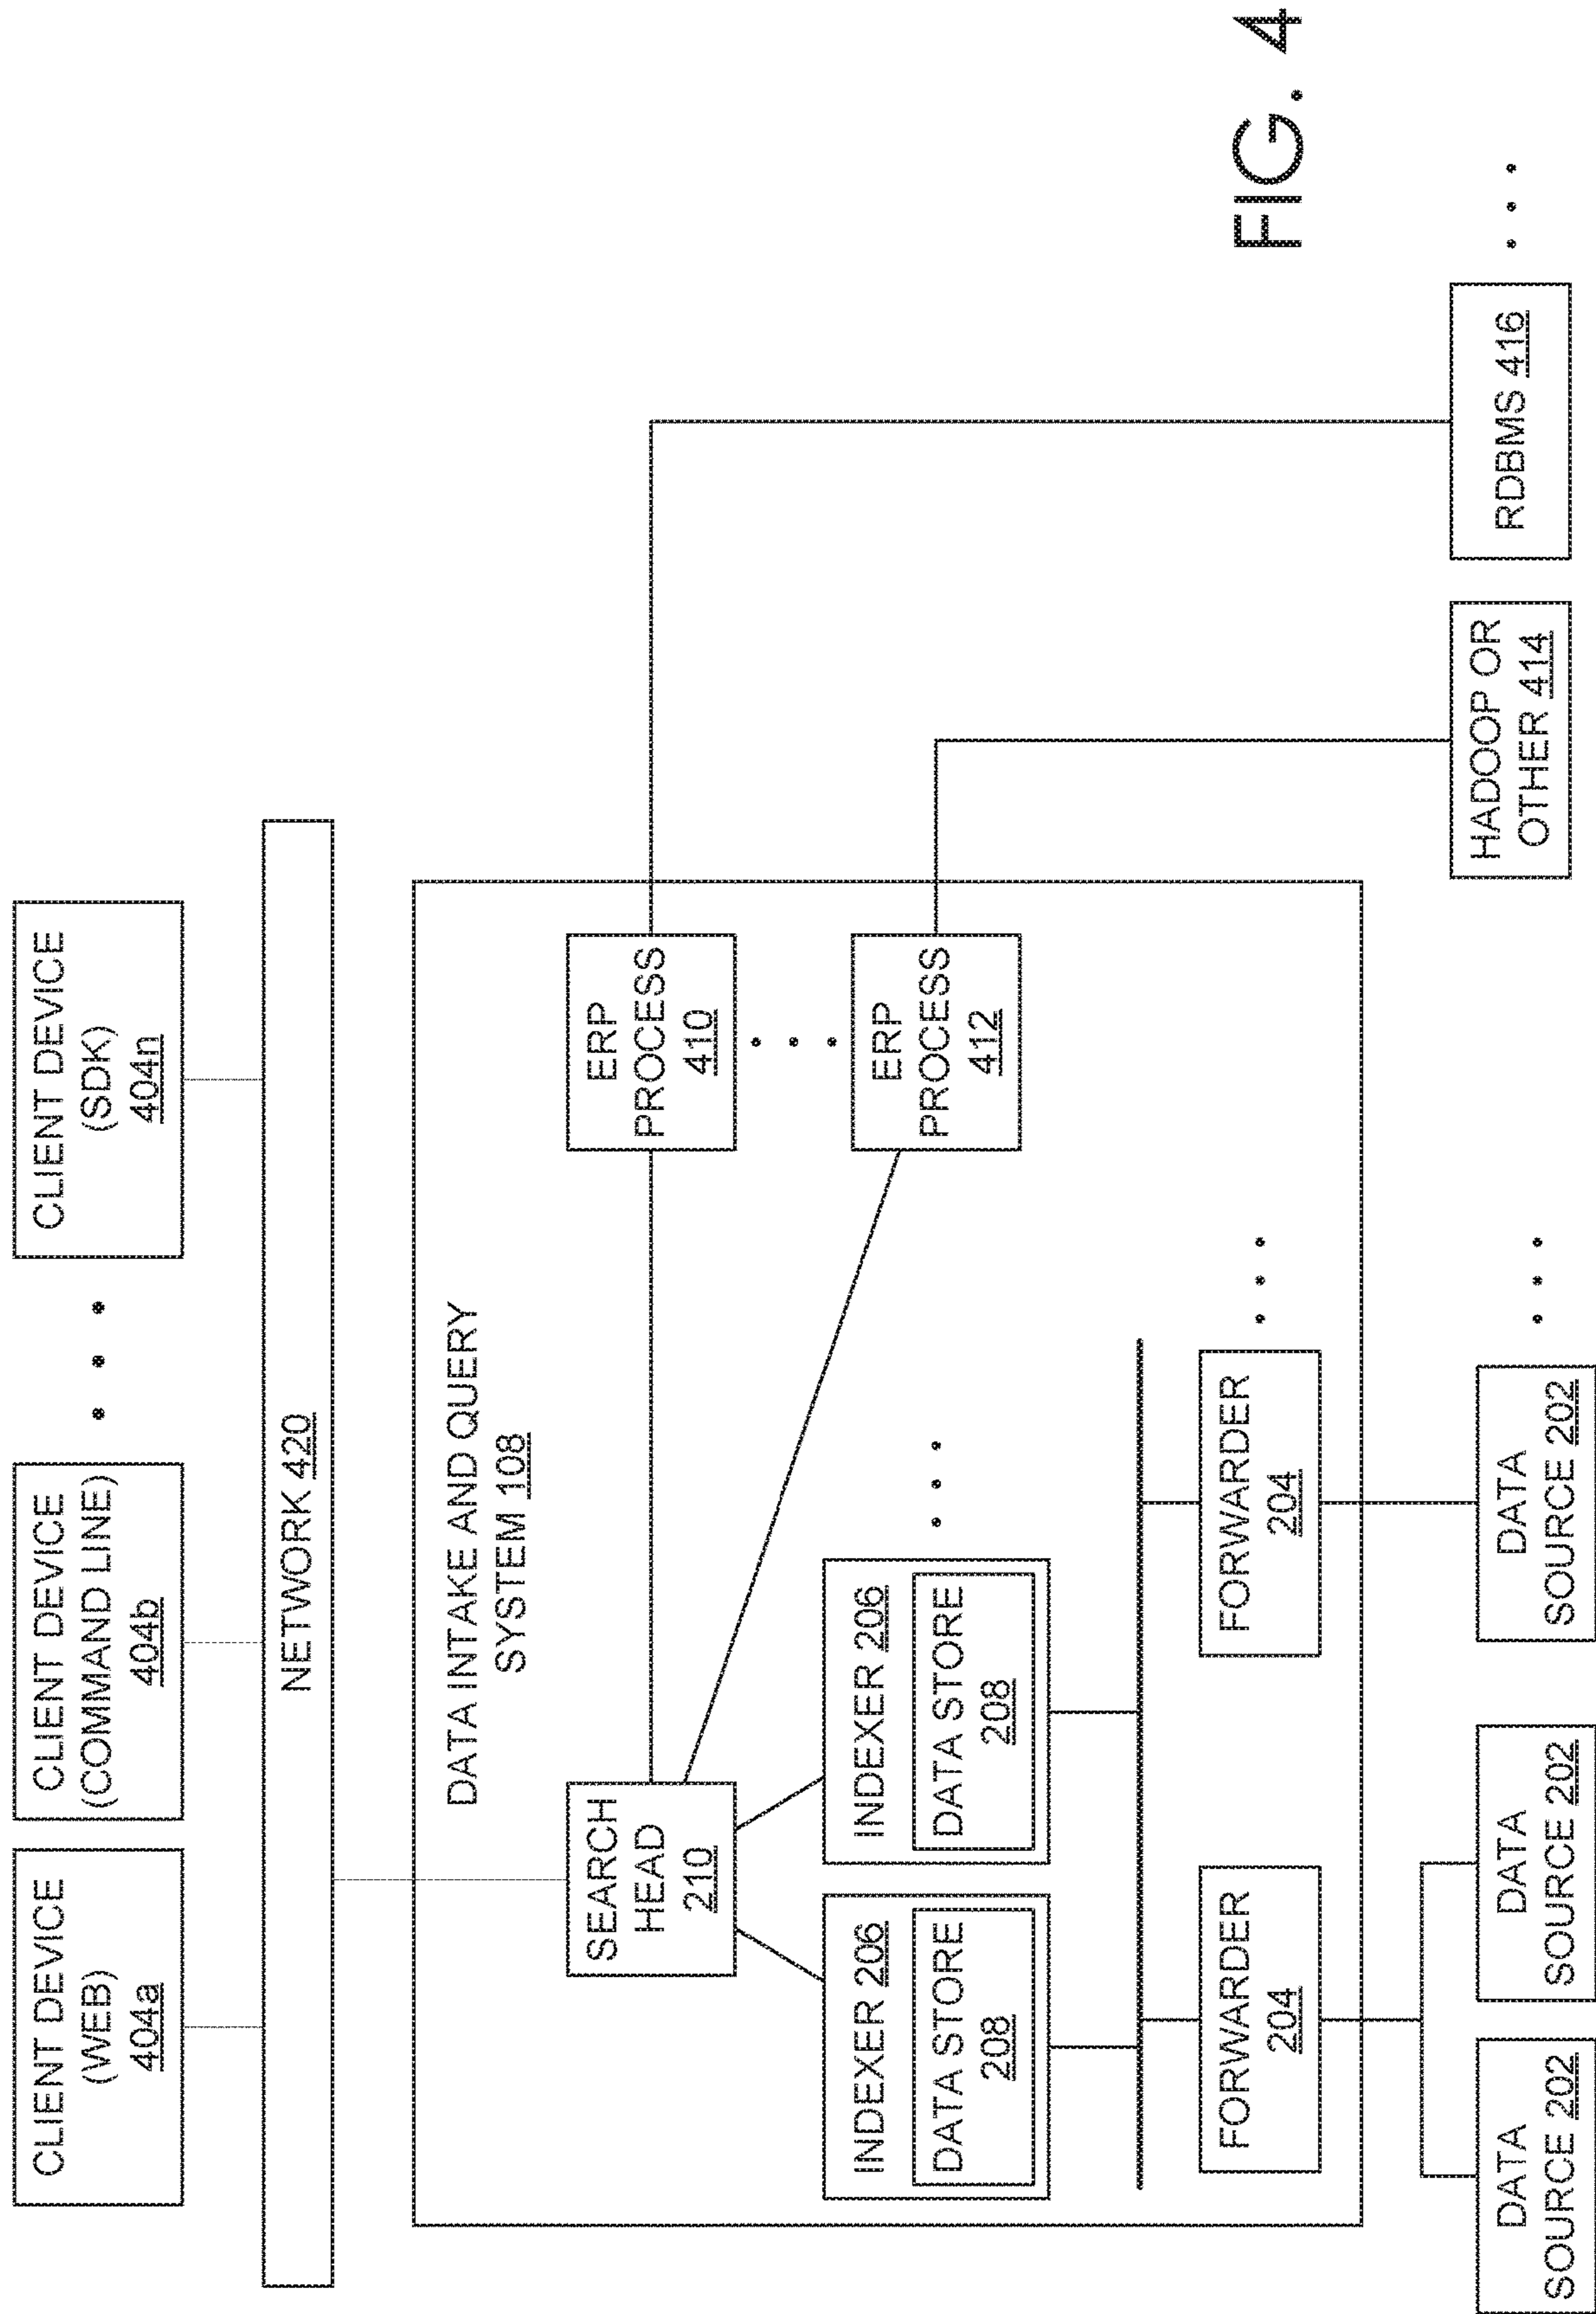 CLIENT DEVICE
(WEB)
404a
CLIENT DEVICE
(COMMAND LINE)
404b
CLIENT DEVICE
(SDK)
404n
NETWORK 420
DATA INTAKE AND QUERY
SYSTEM 108
SEARCH
HEAD
210
ERP
PROCESS
410
INDEXER 206
DATA STORE
208
INDEXER 206
DATA STORE
208
ERP
PROCESS
412
FORWARDER
204
FORWARDER
204
DATA
SOURCE 202
DATA
SOURCE 202
DATA
SOURCE 202
HADOOP OR
OTHER 414
RDBMS 416
FIG. 4